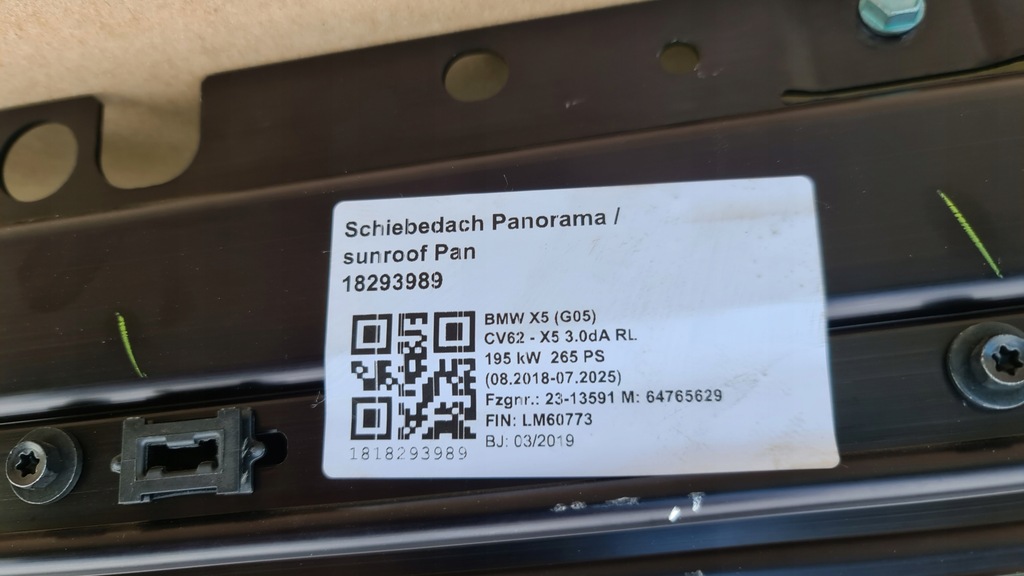 Schiebedach Panorama /
sunroof Pan
18293989
BMW X5 (G05)
CV62 - X5 3.0dA RL
195 kW 265 PS
(08.2018-07.2025)
Fzgnr.: 23-13591 M: 64765629
FIN: LM60773
BJ: 03/2019
1818293989